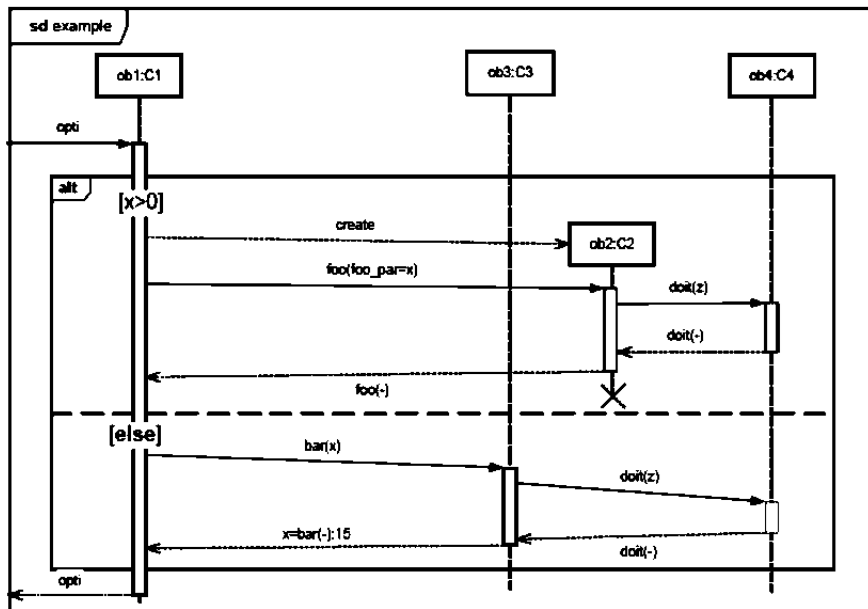 sd example
ob1:C1
ob3:C3
ob4:C4
opti
alt
[x>0]
create
ob2:C2
foo(foo_par=x)
doit(z)
doit(-)
foo(-)
[else]
bar(x)
doit(z)
x=bar(-):15
doit(-)
opti